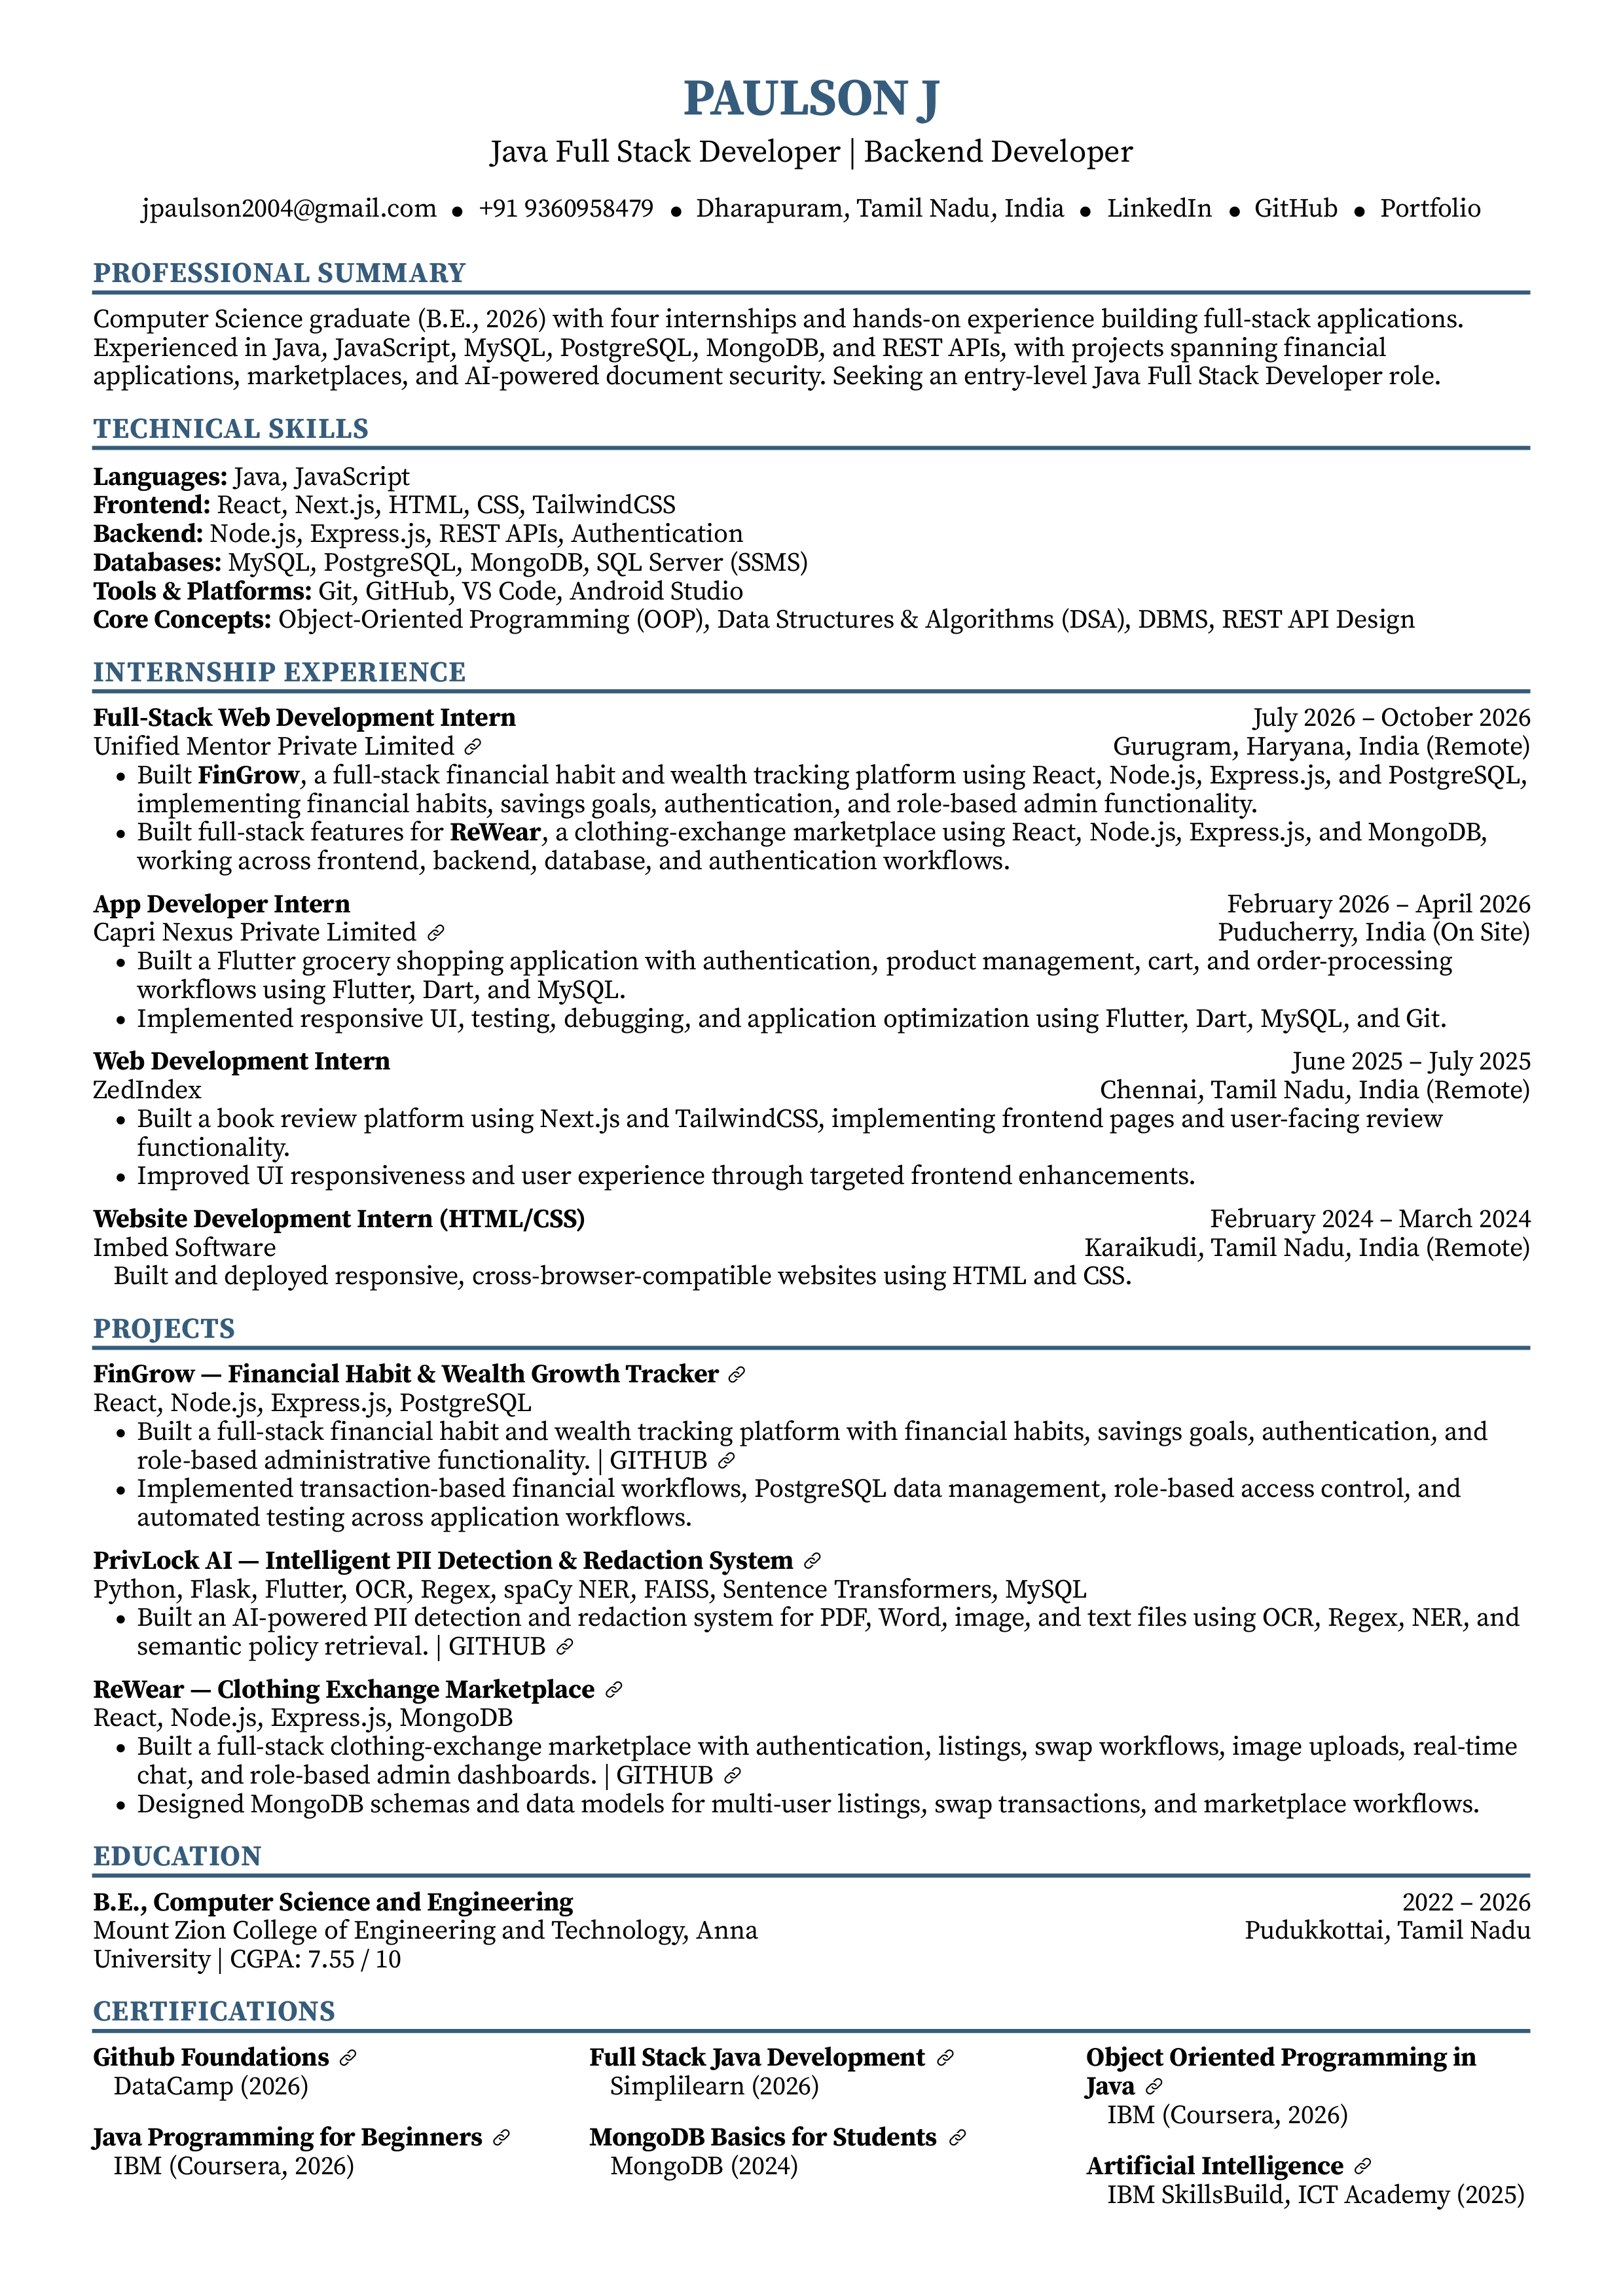 PAULSON J
Java Full Stack Developer | Backend Developer
jpaulson2004@gmail.com ● +91 9360958479 ● Dharapuram, Tamil Nadu, India ● LinkedIn ● GitHub ● Portfolio
PROFESSIONAL SUMMARY
Computer Science graduate (B.E., 2026) with four internships and hands-on experience building full-stack applications.
Experienced in Java, JavaScript, MySQL, PostgreSQL, MongoDB, and REST APIs, with projects spanning financial
applications, marketplaces, and AI-powered document security. Seeking an entry-level Java Full Stack Developer role.
TECHNICAL SKILLS
Languages: Java, JavaScript
Frontend: React, Next.js, HTML, CSS, TailwindCSS
Backend: Node.js, Express.js, REST APIs, Authentication
Databases: MySQL, PostgreSQL, MongoDB, SQL Server (SSMS)
Tools & Platforms: Git, GitHub, VS Code, Android Studio
Core Concepts: Object-Oriented Programming (OOP), Data Structures & Algorithms (DSA), DBMS, REST API Design
INTERNSHIP EXPERIENCE
Full-Stack Web Development Intern July 2026 – October 2026
Unified Mentor Private Limited Gurugram, Haryana, India (Remote)
• Built FinGrow, a full-stack financial habit and wealth tracking platform using React, Node.js, Express.js, and PostgreSQL,
implementing financial habits, savings goals, authentication, and role-based admin functionality.
• Built full-stack features for ReWear, a clothing-exchange marketplace using React, Node.js, Express.js, and MongoDB,
working across frontend, backend, database, and authentication workflows.
App Developer Intern February 2026 – April 2026
Capri Nexus Private Limited Puducherry, India (On Site)
• Built a Flutter grocery shopping application with authentication, product management, cart, and order-processing
workflows using Flutter, Dart, and MySQL.
• Implemented responsive UI, testing, debugging, and application optimization using Flutter, Dart, MySQL, and Git.
Web Development Intern June 2025 – July 2025
ZedIndex Chennai, Tamil Nadu, India (Remote)
• Built a book review platform using Next.js and TailwindCSS, implementing frontend pages and user-facing review
functionality.
• Improved UI responsiveness and user experience through targeted frontend enhancements.
Website Development Intern (HTML/CSS) February 2024 – March 2024
Imbed Software Karaikudi, Tamil Nadu, India (Remote)
Built and deployed responsive, cross-browser-compatible websites using HTML and CSS.
PROJECTS
FinGrow — Financial Habit & Wealth Growth Tracker
React, Node.js, Express.js, PostgreSQL
• Built a full-stack financial habit and wealth tracking platform with financial habits, savings goals, authentication, and
role-based administrative functionality. | GITHUB
• Implemented transaction-based financial workflows, PostgreSQL data management, role-based access control, and
automated testing across application workflows.
PrivLock AI — Intelligent PII Detection & Redaction System
Python, Flask, Flutter, OCR, Regex, spaCy NER, FAISS, Sentence Transformers, MySQL
• Built an AI-powered PII detection and redaction system for PDF, Word, image, and text files using OCR, Regex, NER, and
semantic policy retrieval. | GITHUB
ReWear — Clothing Exchange Marketplace
React, Node.js, Express.js, MongoDB
• Built a full-stack clothing-exchange marketplace with authentication, listings, swap workflows, image uploads, real-time
chat, and role-based admin dashboards. | GITHUB
• Designed MongoDB schemas and data models for multi-user listings, swap transactions, and marketplace workflows.
EDUCATION
B.E., Computer Science and Engineering 2022 – 2026
Mount Zion College of Engineering and Technology, Anna Pudukkottai, Tamil Nadu
University | CGPA: 7.55 / 10
CERTIFICATIONS
Github Foundations
DataCamp (2026)
Java Programming for Beginners
IBM (Coursera, 2026)
Full Stack Java Development
Simplilearn (2026)
MongoDB Basics for Students
MongoDB (2024)
Object Oriented Programming in
Java
IBM (Coursera, 2026)
Artificial Intelligence
IBM SkillsBuild, ICT Academy (2025)